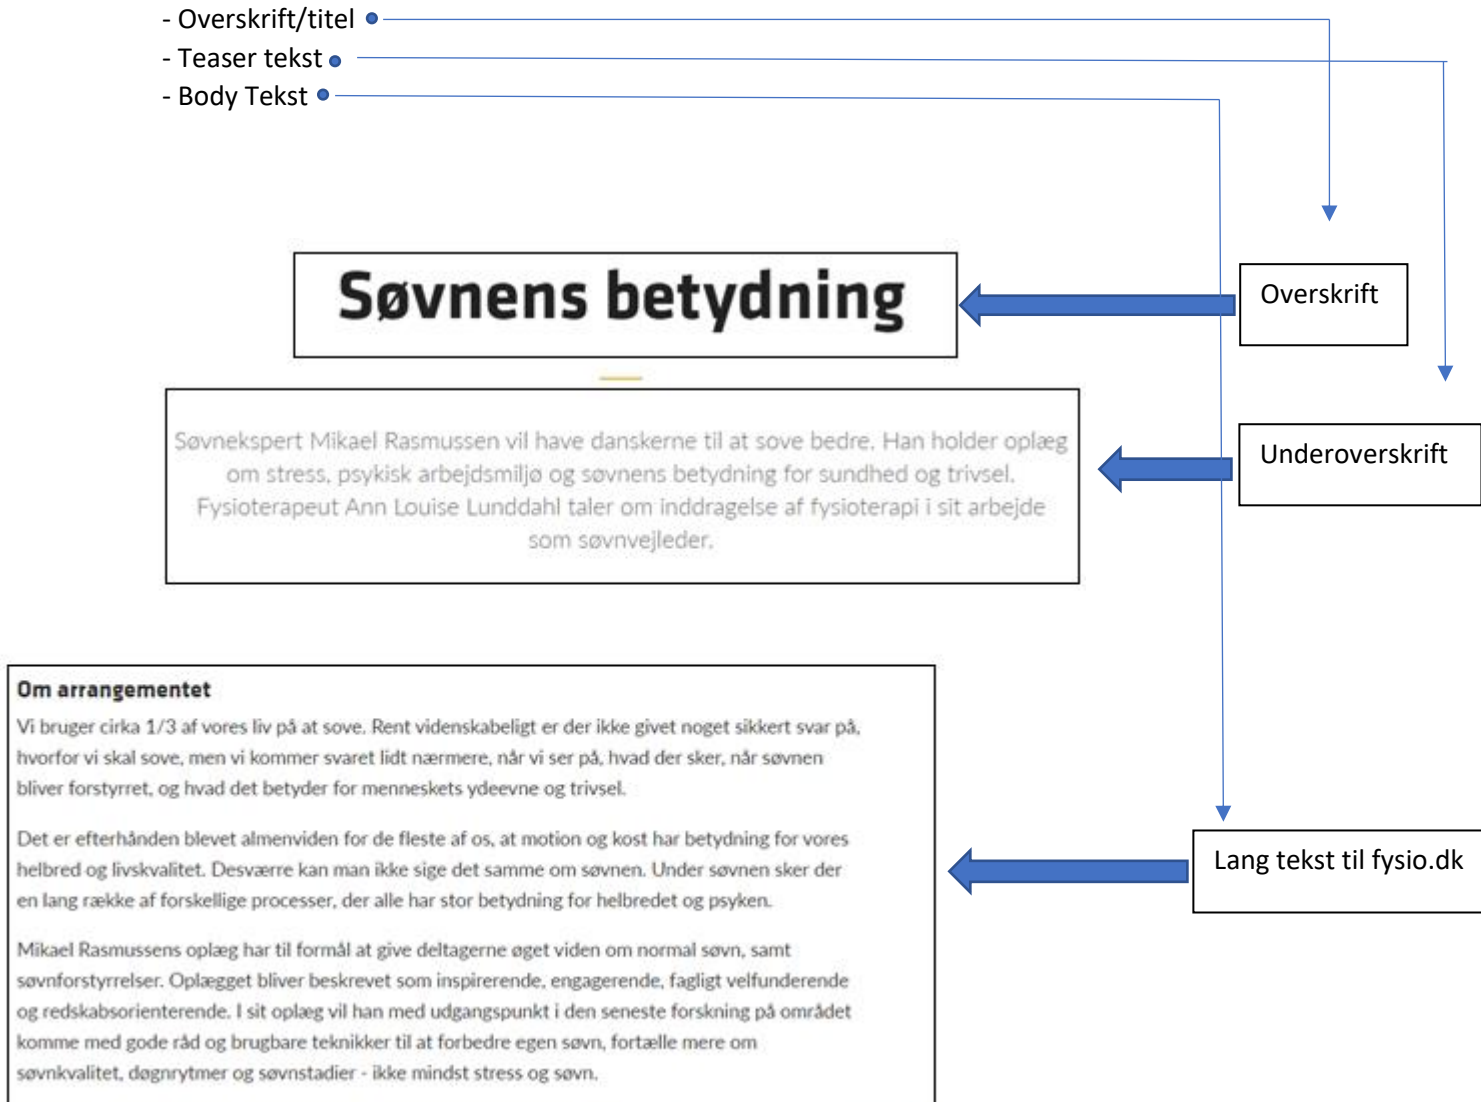 - Overskrift/titel
- Teaser tekst
- Body Tekst
Søvnens betydning
Overskrift
Søvnekspert Mikael Rasmussen vil have danskerne til at sove bedre. Han holder oplæg
om stress, psykisk arbejdsmiljø og søvnens betydning for sundhed og trivsel.
Fysioterapeut Ann Louise Lunddahl taler om inddragelse af fysioterapi i sit arbejde
som søvnvejleder.
Underoverskrift
Om arrangementet
Vi bruger cirka 1/3 af vores liv på at sove. Rent videnskabeligt er der ikke givet noget sikkert svar på,
hvorfor vi skal sove, men vi kommer svaret lidt nærmere, når vi ser på, hvad der sker, når søvnen
bliver forstyrret, og hvad det betyder for menneskets ydeevne og trivsel.
Det er efterhånden blevet almenviden for de fleste af os, at motion og kost har betydning for vores
helbred og livskvalitet. Desværre kan man ikke sige det samme om søvnen. Under søvnen sker der
en lang række af forskellige processer, der alle har stor betydning for helbredet og psyken.
Mikael Rasmussens oplæg har til formål at give deltagerne øget viden om normal søvn, samt
søvnforstyrrelser. Oplægget bliver beskrevet som inspirerende, engagerende, fagligt velfunderende
og redskabsorienterende. I sit oplæg vil han med udgangspunkt i den seneste forskning på området
komme med gode råd og brugbare teknikker til at forbedre egen søvn, fortælle mere om
søvnkvalitet, døgnrytmer og søvnstadier - ikke mindst stress og søvn.
Lang tekst til fysio.dk